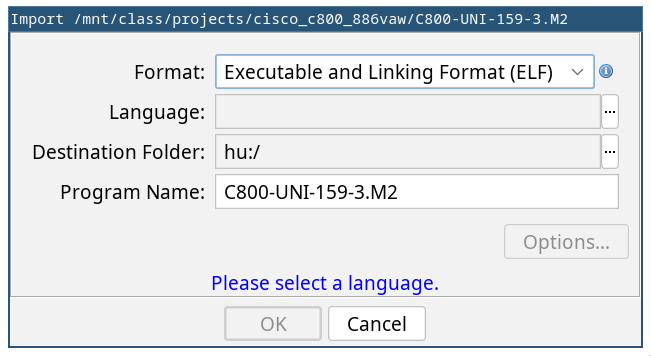 Import /mnt/class/projects/cisco_c800_886vaw/C800-UNI-159-3.M2
Format: Executable and Linking Format (ELF)
Language: ...
Destination Folder: hu:/ ...
Program Name: C800-UNI-159-3.M2
Options...
Please select a language.
OK Cancel